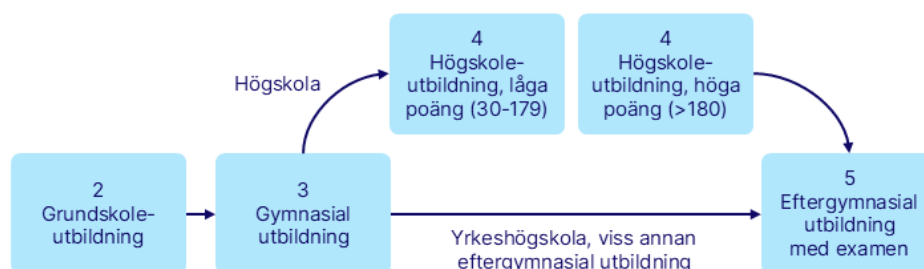 4
Högskole-
utbildning, låga
poäng (30-179)
4
Högskole-
utbildning, höga
poäng (>180)
Högskola
2
Grundskole-
utbildning
3
Gymnasial
utbildning
5
Eftergymnasial
utbildning
med examen
Yrkeshögskola, viss annan
eftergymnasial utbildning